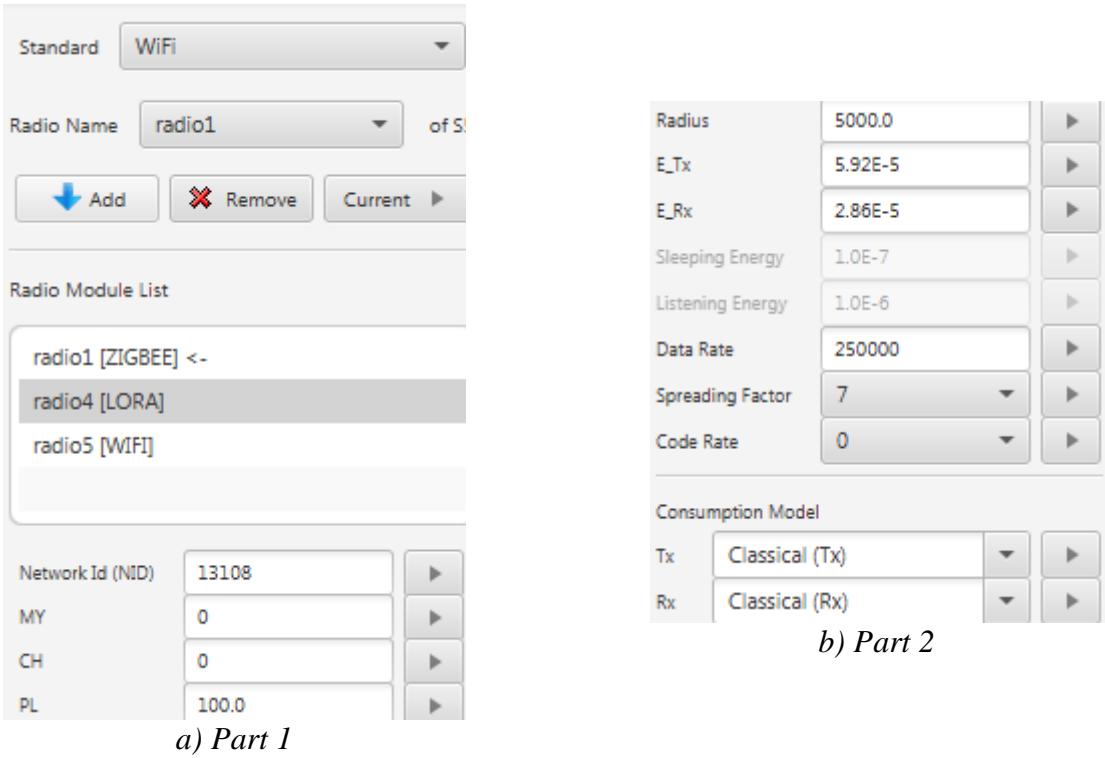 Standard WiFi
Radio Name radio1 of S
Add Remove Current
Radio Module List
radio1 [ZIGBEE] <-
radio4 [LORA]
radio5 [WIFI]
Network Id (NID) 13108
MY 0
CH 0
PL 100.0
a) Part 1
Radius 5000.0
E_Tx 5.92E-5
E_Rx 2.86E-5
Sleeping Energy 1.0E-7
Listening Energy 1.0E-6
Data Rate 250000
Spreading Factor 7
Code Rate 0
Consumption Model
Tx Classical (Tx)
Rx Classical (Rx)
b) Part 2